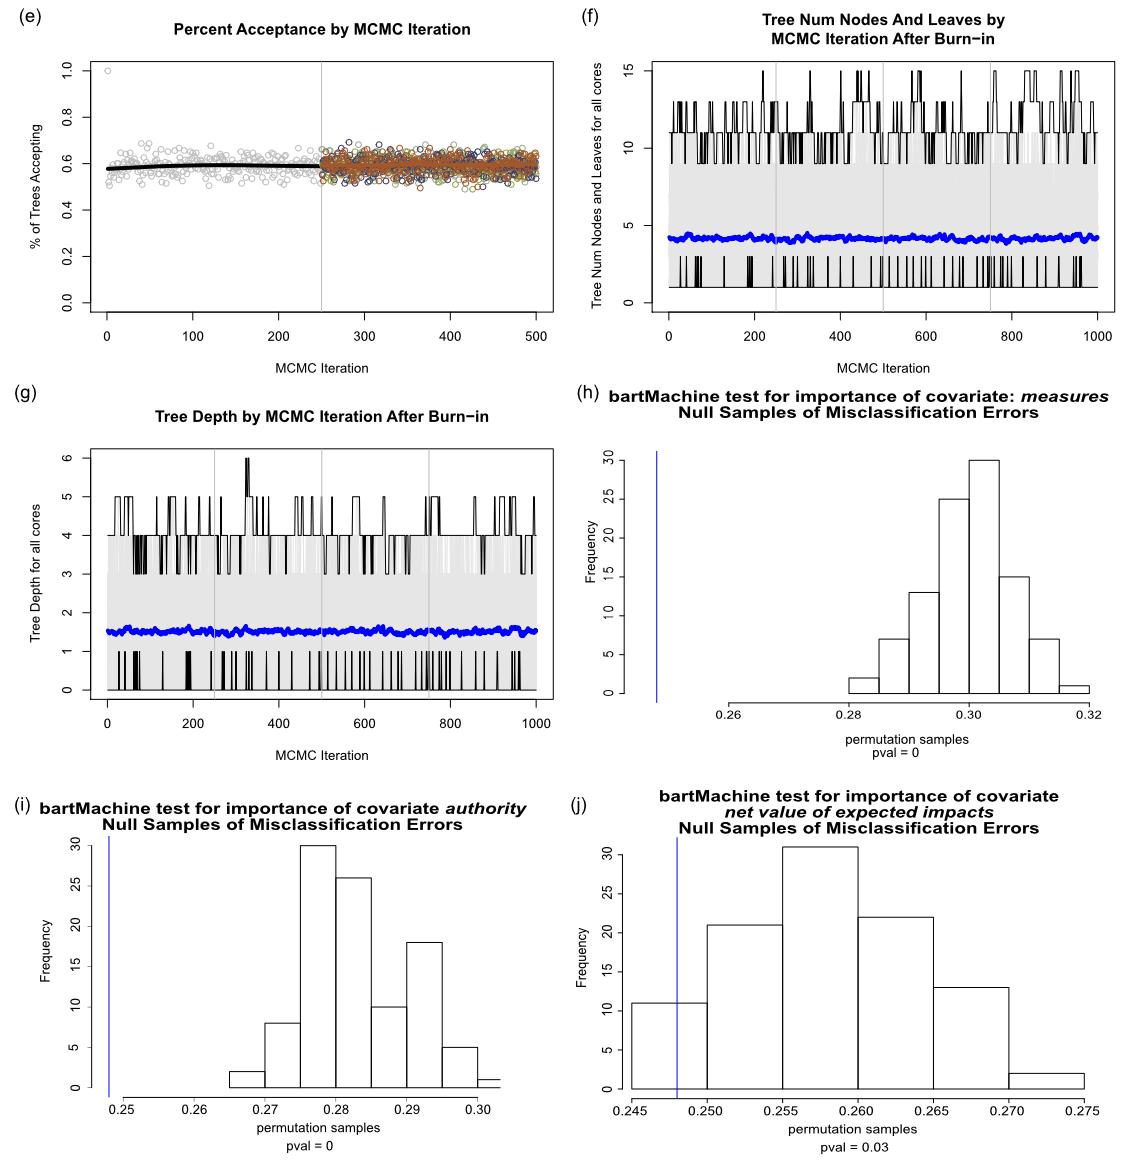 (e)
Percent Acceptance by MCMC Iteration
% of Trees Accepting
0.0 0.2 0.4 0.6 0.8 1.0
0 100 200 300 400 500
MCMC Iteration
(f)
Tree Num Nodes And Leaves by
MCMC Iteration After Burn−in
Tree Num Nodes and Leaves for all cores
0 5 10 15
0 200 400 600 800 1000
MCMC Iteration
(g)
Tree Depth by MCMC Iteration After Burn−in
Tree Depth for all cores
0 1 2 3 4 5 6
0 200 400 600 800 1000
MCMC Iteration
(h)
bartMachine test for importance of covariate: measures
Null Samples of Misclassification Errors
Frequency
0 5 10 15 20 25 30
0.26 0.28 0.30 0.32
permutation samples
pval = 0
(i)
bartMachine test for importance of covariate authority
Null Samples of Misclassification Errors
Frequency
0 5 10 15 20 25 30
0.25 0.26 0.27 0.28 0.29 0.30
permutation samples
pval = 0
(j)
bartMachine test for importance of covariate
net value of expected impacts
Null Samples of Misclassification Errors
Frequency
0 5 10 15 20 25 30
0.245 0.250 0.255 0.260 0.265 0.270 0.275
permutation samples
pval = 0.03